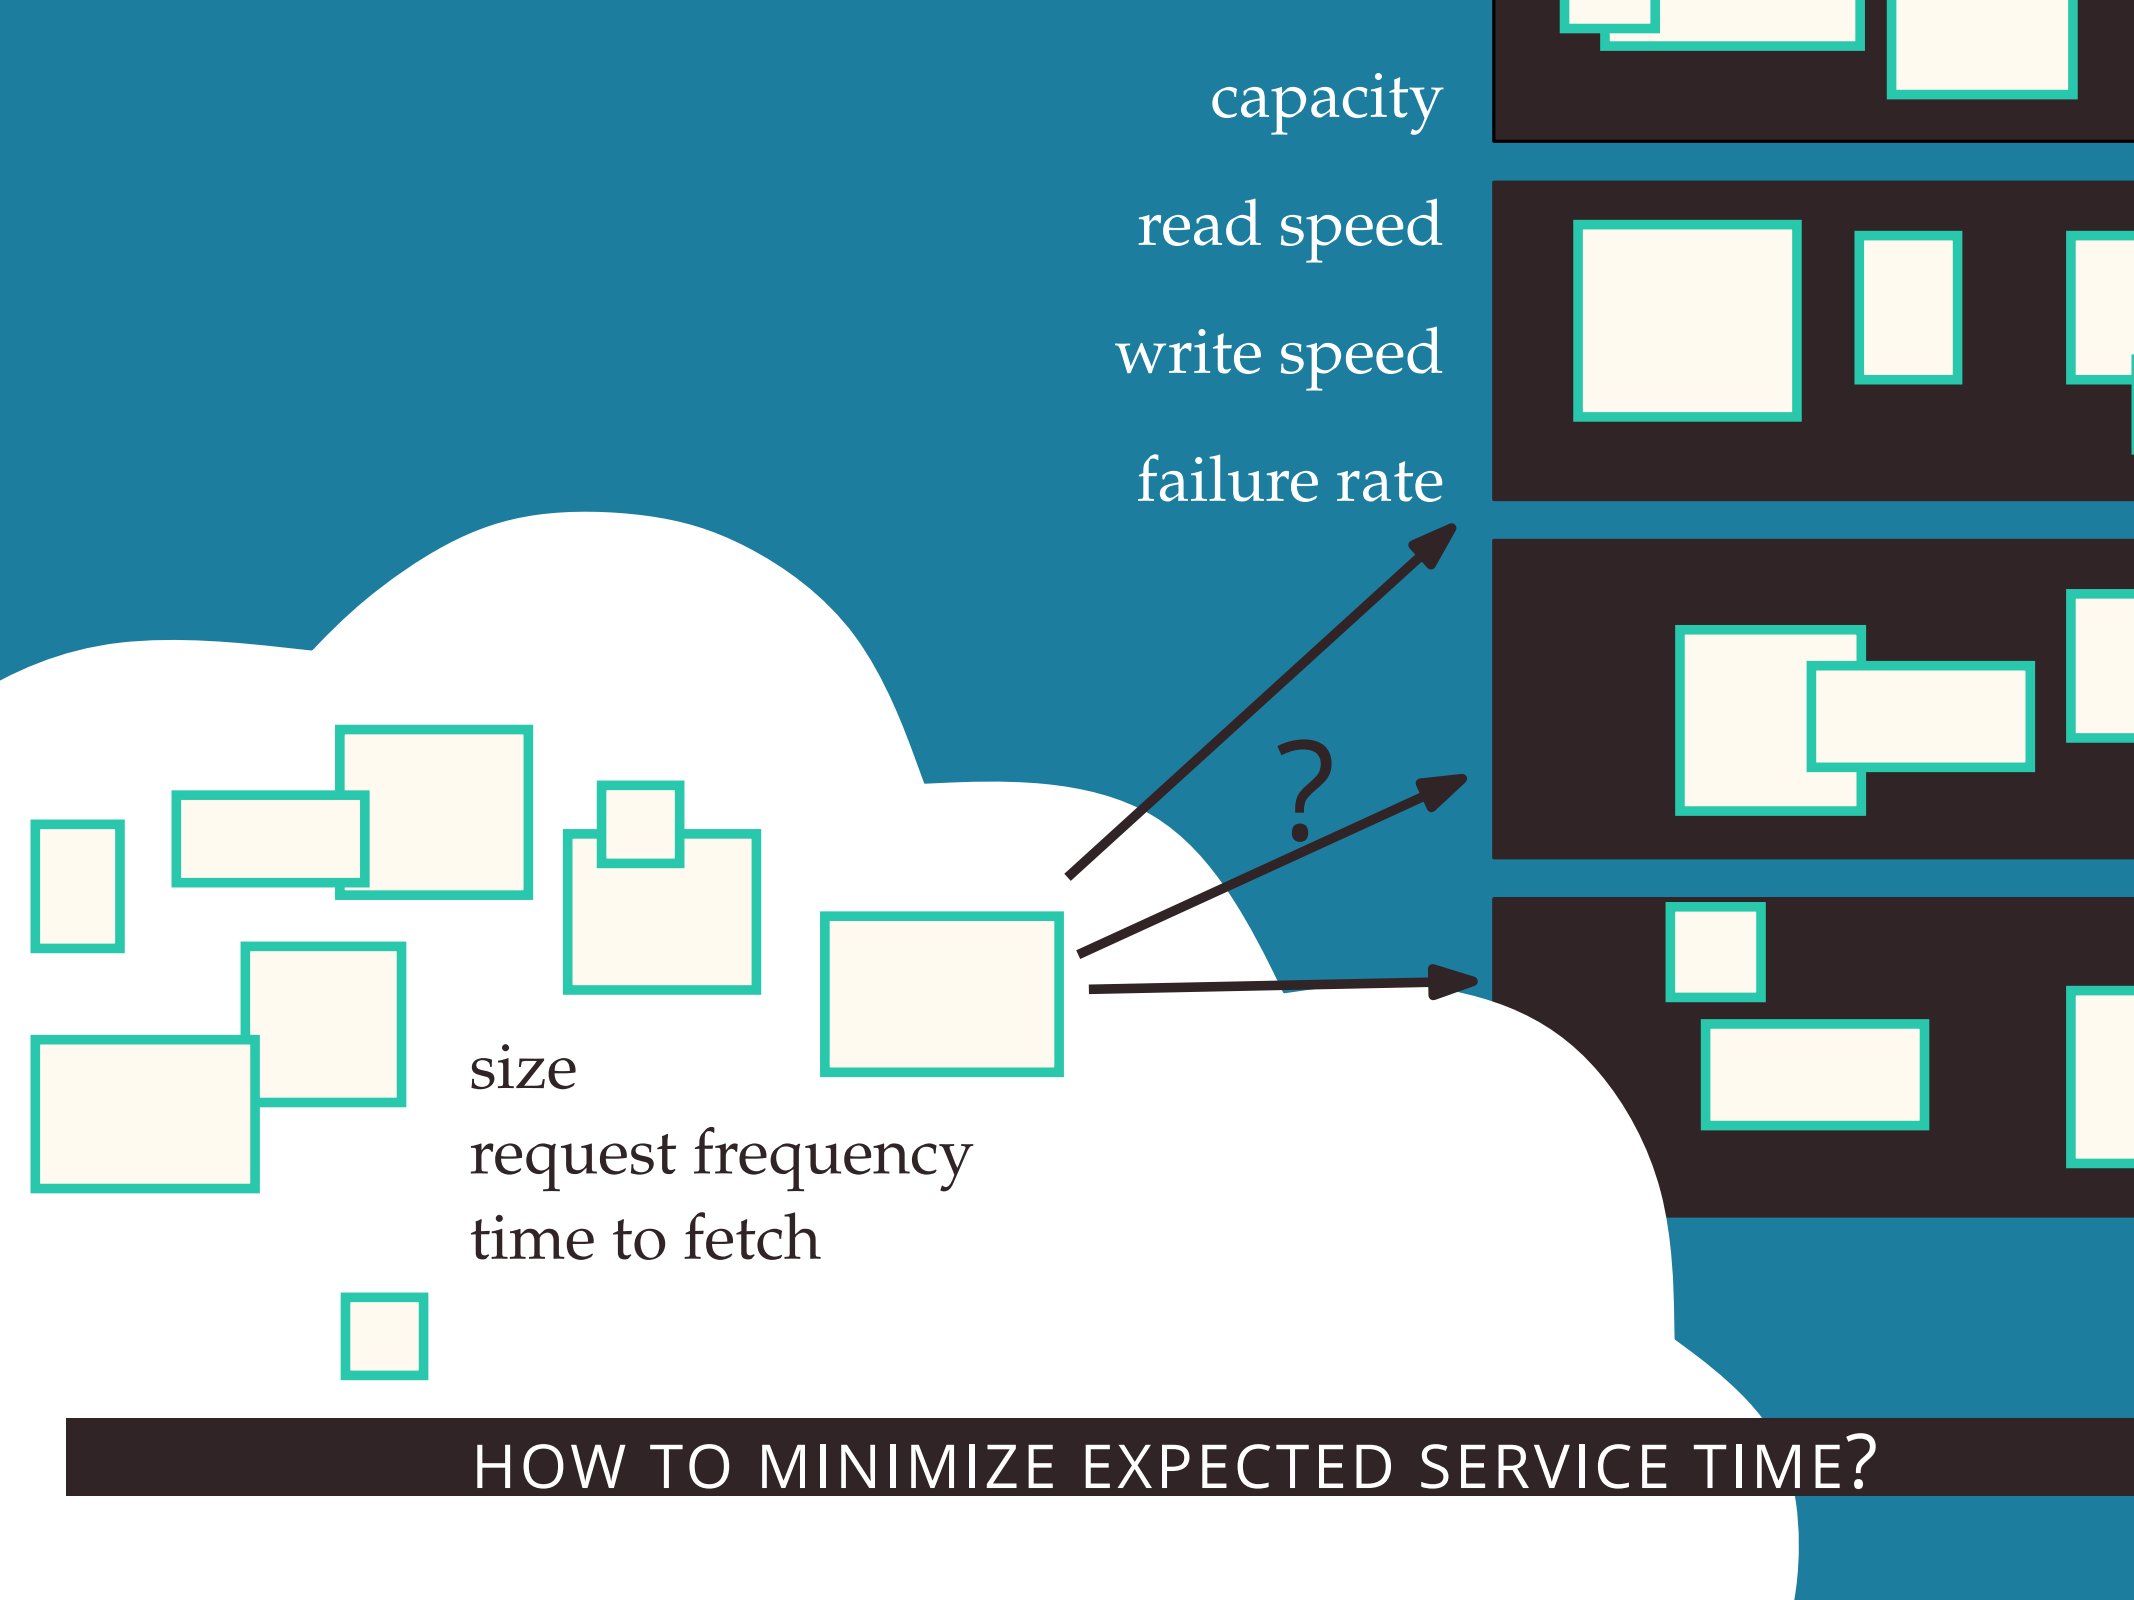 capacity
read speed
write speed
failure rate
?
size
request frequency
time to fetch
HOW TO MINIMIZE EXPECTED SERVICE TIME?